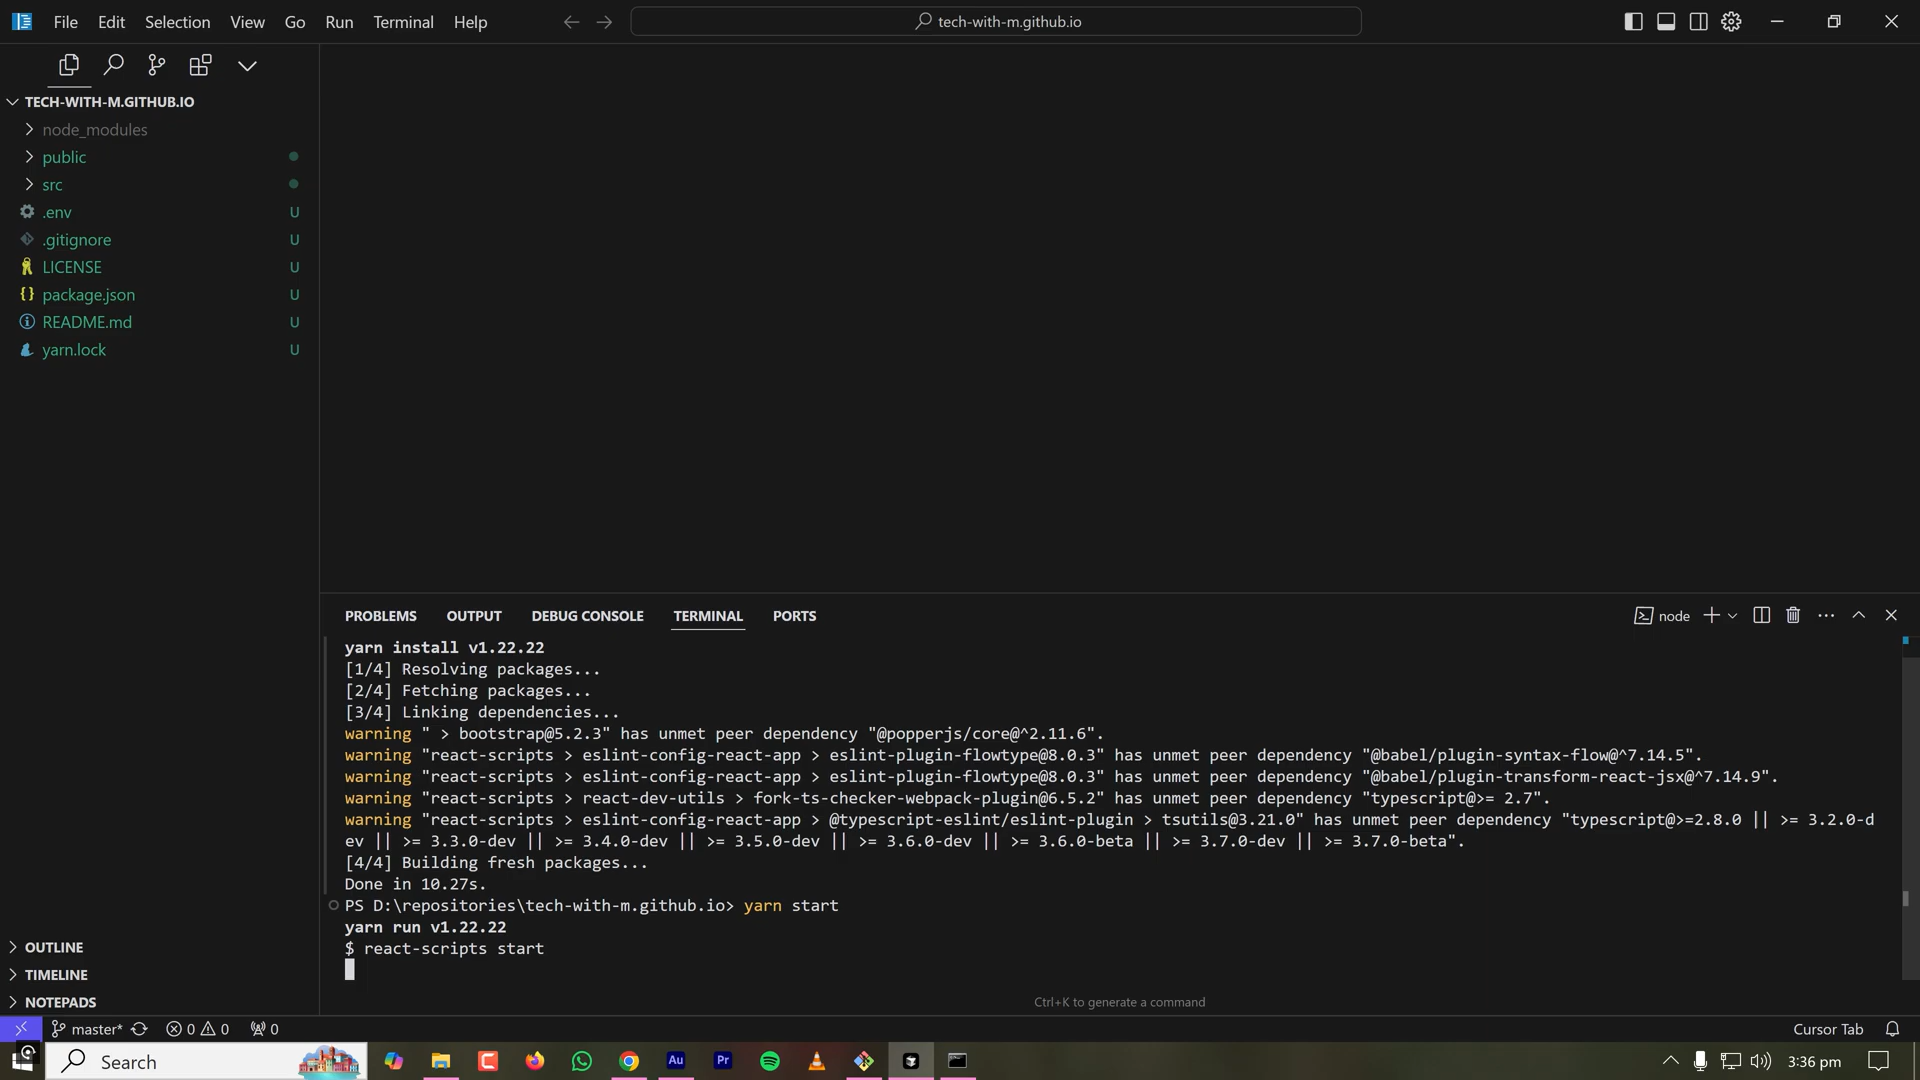 File Edit Selection View Go Run Terminal Help
tech-with-m.github.io
TECH-WITH-M.GITHUB.IO
node_modules
public
src
.env U
.gitignore U
LICENSE U
package.json U
README.md U
yarn.lock U
PROBLEMS OUTPUT DEBUG CONSOLE TERMINAL PORTS
node
yarn install v1.22.22
[1/4] Resolving packages...
[2/4] Fetching packages...
[3/4] Linking dependencies...
warning " > bootstrap@5.2.3" has unmet peer dependency "@popperjs/core@^2.11.6".
warning "react-scripts > eslint-config-react-app > eslint-plugin-flowtype@8.0.3" has unmet peer dependency "@babel/plugin-syntax-flow@^7.14.5".
warning "react-scripts > eslint-config-react-app > eslint-plugin-flowtype@8.0.3" has unmet peer dependency "@babel/plugin-transform-react-jsx@^7.14.9".
warning "react-scripts > react-dev-utils > fork-ts-checker-webpack-plugin@6.5.2" has unmet peer dependency "typescript@>= 2.7".
warning "react-scripts > eslint-config-react-app > @typescript-eslint/eslint-plugin > tsutils@3.21.0" has unmet peer dependency "typescript@>=2.8.0 || >= 3.2.0-d
ev || >= 3.3.0-dev || >= 3.4.0-dev || >= 3.5.0-dev || >= 3.6.0-dev || >= 3.6.0-beta || >= 3.7.0-dev || >= 3.7.0-beta".
[4/4] Building fresh packages...
Done in 10.27s.
PS D:\repositories\tech-with-m.github.io> yarn start
yarn run v1.22.22
$ react-scripts start
Ctrl+K to generate a command
OUTLINE
TIMELINE
NOTEPADS
master* 0 0 0
Cursor Tab
Search
Au
Pr
3:36 pm